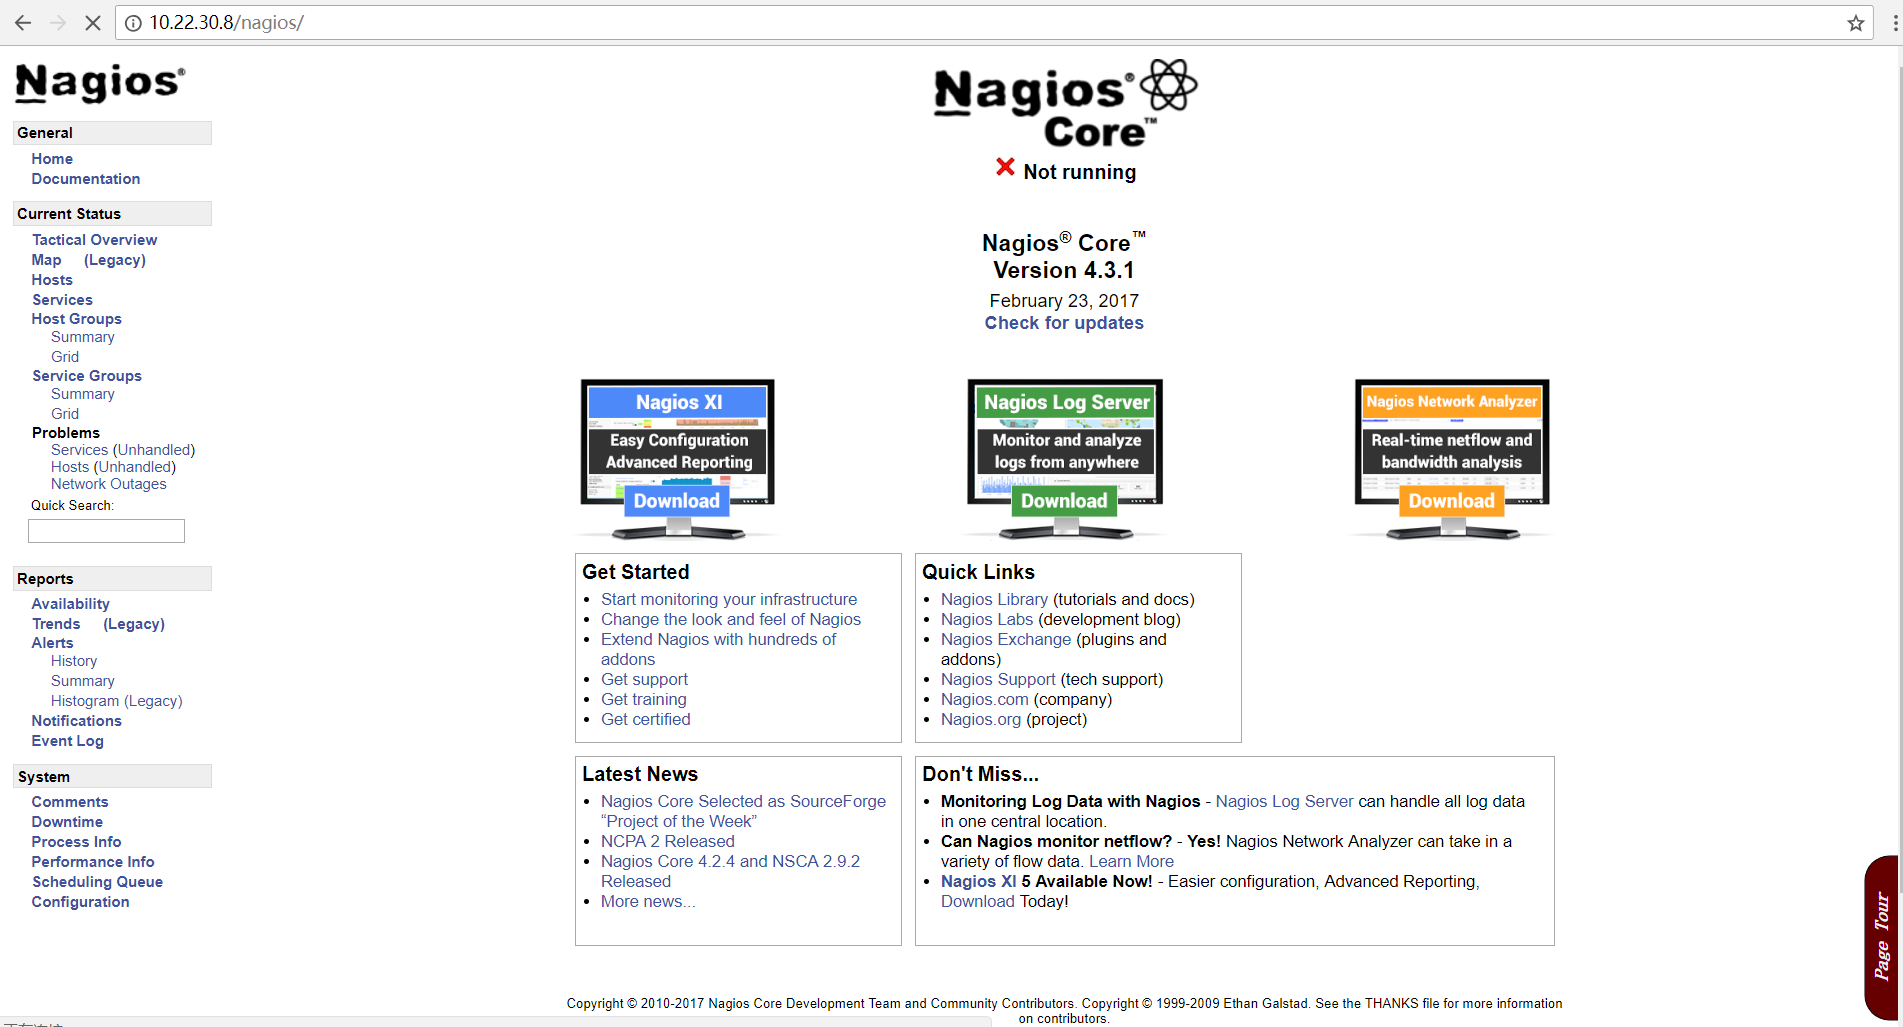 10.22.30.8/nagios/
Nagios®
General
Home
Documentation
Current Status
Tactical Overview
Map (Legacy)
Hosts
Services
Host Groups
Summary
Grid
Service Groups
Summary
Grid
Problems
Services (Unhandled)
Hosts (Unhandled)
Network Outages
Quick Search:
Reports
Availability
Trends (Legacy)
Alerts
History
Summary
Histogram (Legacy)
Notifications
Event Log
System
Comments
Downtime
Process Info
Performance Info
Scheduling Queue
Configuration
Nagios®
Core™
Not running
Nagios® Core™
Version 4.3.1
February 23, 2017
Check for updates
Nagios XI
Easy Configuration
Advanced Reporting
Download
Nagios Log Server
Monitor and analyze
logs from anywhere
Download
Nagios Network Analyzer
Real-time netflow and
bandwidth analysis
Download
Get Started
Start monitoring your infrastructure
Change the look and feel of Nagios
Extend Nagios with hundreds of
addons
Get support
Get training
Get certified
Quick Links
Nagios Library (tutorials and docs)
Nagios Labs (development blog)
Nagios Exchange (plugins and
addons)
Nagios Support (tech support)
Nagios.com (company)
Nagios.org (project)
Latest News
Nagios Core Selected as SourceForge
“Project of the Week”
NCPA 2 Released
Nagios Core 4.2.4 and NSCA 2.9.2
Released
More news...
Don't Miss...
Monitoring Log Data with Nagios - Nagios Log Server can handle all log data
in one central location.
Can Nagios monitor netflow? - Yes! Nagios Network Analyzer can take in a
variety of flow data. Learn More
Nagios XI 5 Available Now! - Easier configuration, Advanced Reporting,
Download Today!
Page Tour
Copyright © 2010-2017 Nagios Core Development Team and Community Contributors. Copyright © 1999-2009 Ethan Galstad. See the THANKS file for more information
on contributors.